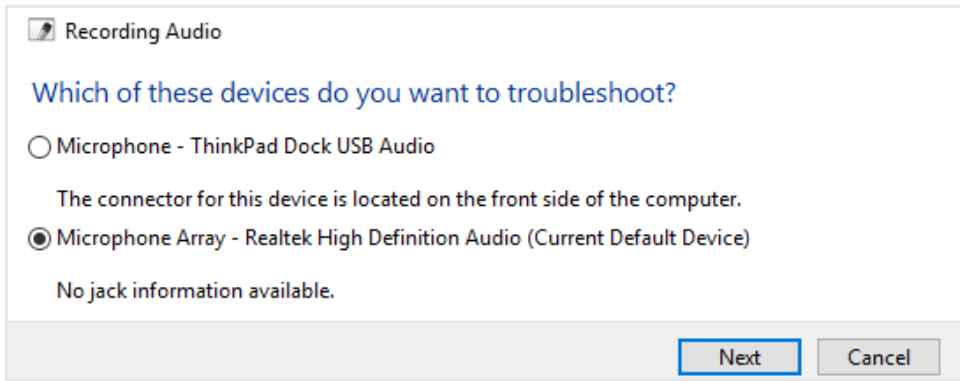 Recording Audio
Which of these devices do you want to troubleshoot?
Microphone - ThinkPad Dock USB Audio
The connector for this device is located on the front side of the computer.
Microphone Array - Realtek High Definition Audio (Current Default Device)
No jack information available.
Next Cancel